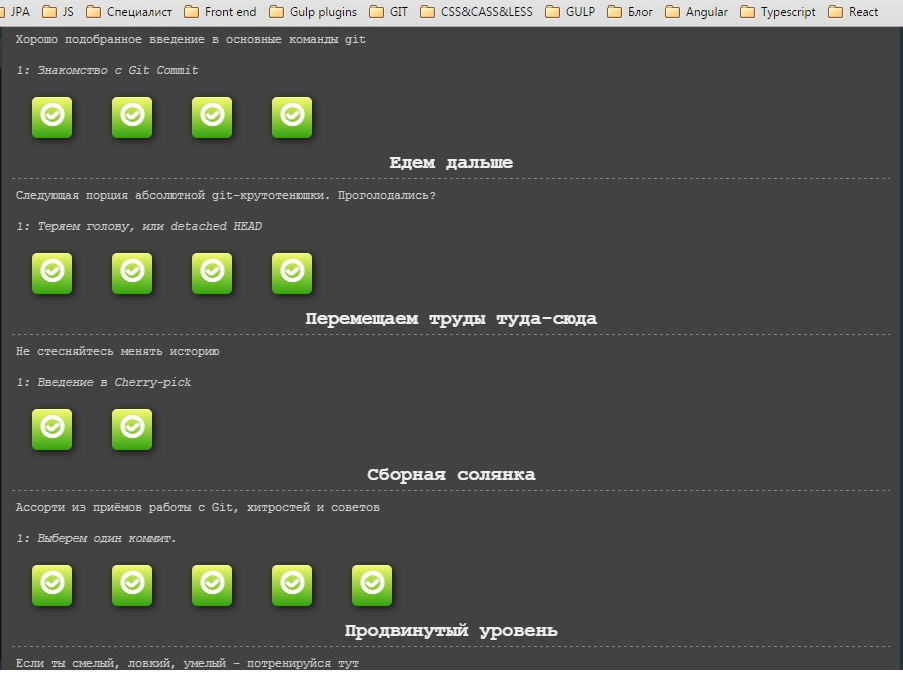 JPA JS Специалист Front end Gulp plugins GIT CSS&CASS&LESS GULP Блог Angular Typescript React
Хорошо подобранное введение в основные команды git
1: Знакомство с Git Commit
Едем дальше
Следующая порция абсолютной git-крутотенюшки. Проголодались?
1: Теряем голову, или detached HEAD
Перемещаем труды туда-сюда
Не стесняйтесь менять историю
1: Введение в Cherry-pick
Сборная солянка
Ассорти из приёмов работы с Git, хитростей и советов
1: Выберем один коммит.
Продвинутый уровень
Если ты смелый, ловкий, умелый – потренируйся тут